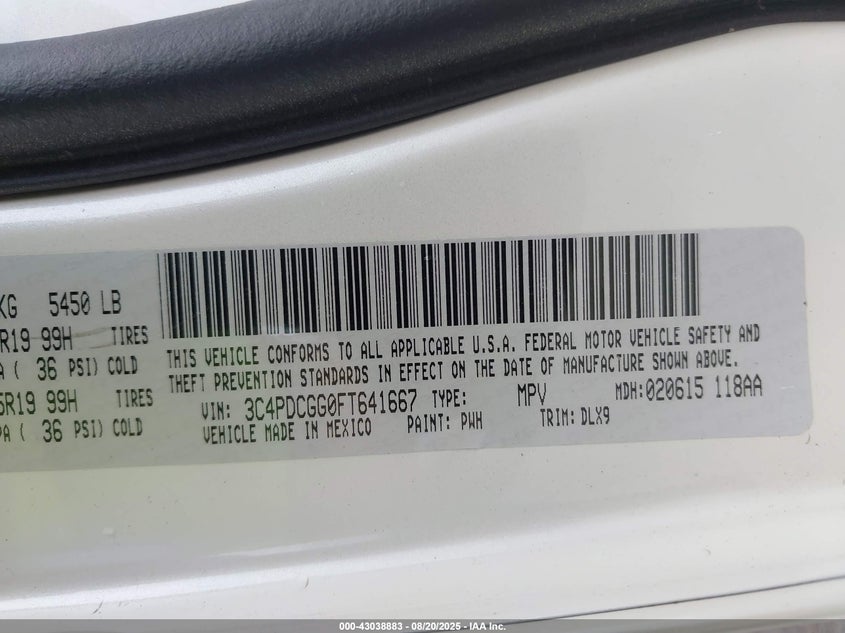 KG 5450 LB
R19 99H TIRES
A ( 36 PSI) COLD
5R19 99H TIRES
PA ( 36 PSI) COLD
THIS VEHICLE CONFORMS TO ALL APPLICABLE U.S.A. FEDERAL MOTOR VEHICLE SAFETY AND
THEFT PREVENTION STANDARDS IN EFFECT ON THE DATE OF MANUFACTURE SHOWN ABOVE.
VIN: 3C4PDCGG0FT641667 TYPE: MPV MDH:020615 118AA
VEHICLE MADE IN MEXICO PAINT: PWH TRIM: DLX9
000-43038883 / 08/20/2025 - IAA Inc.